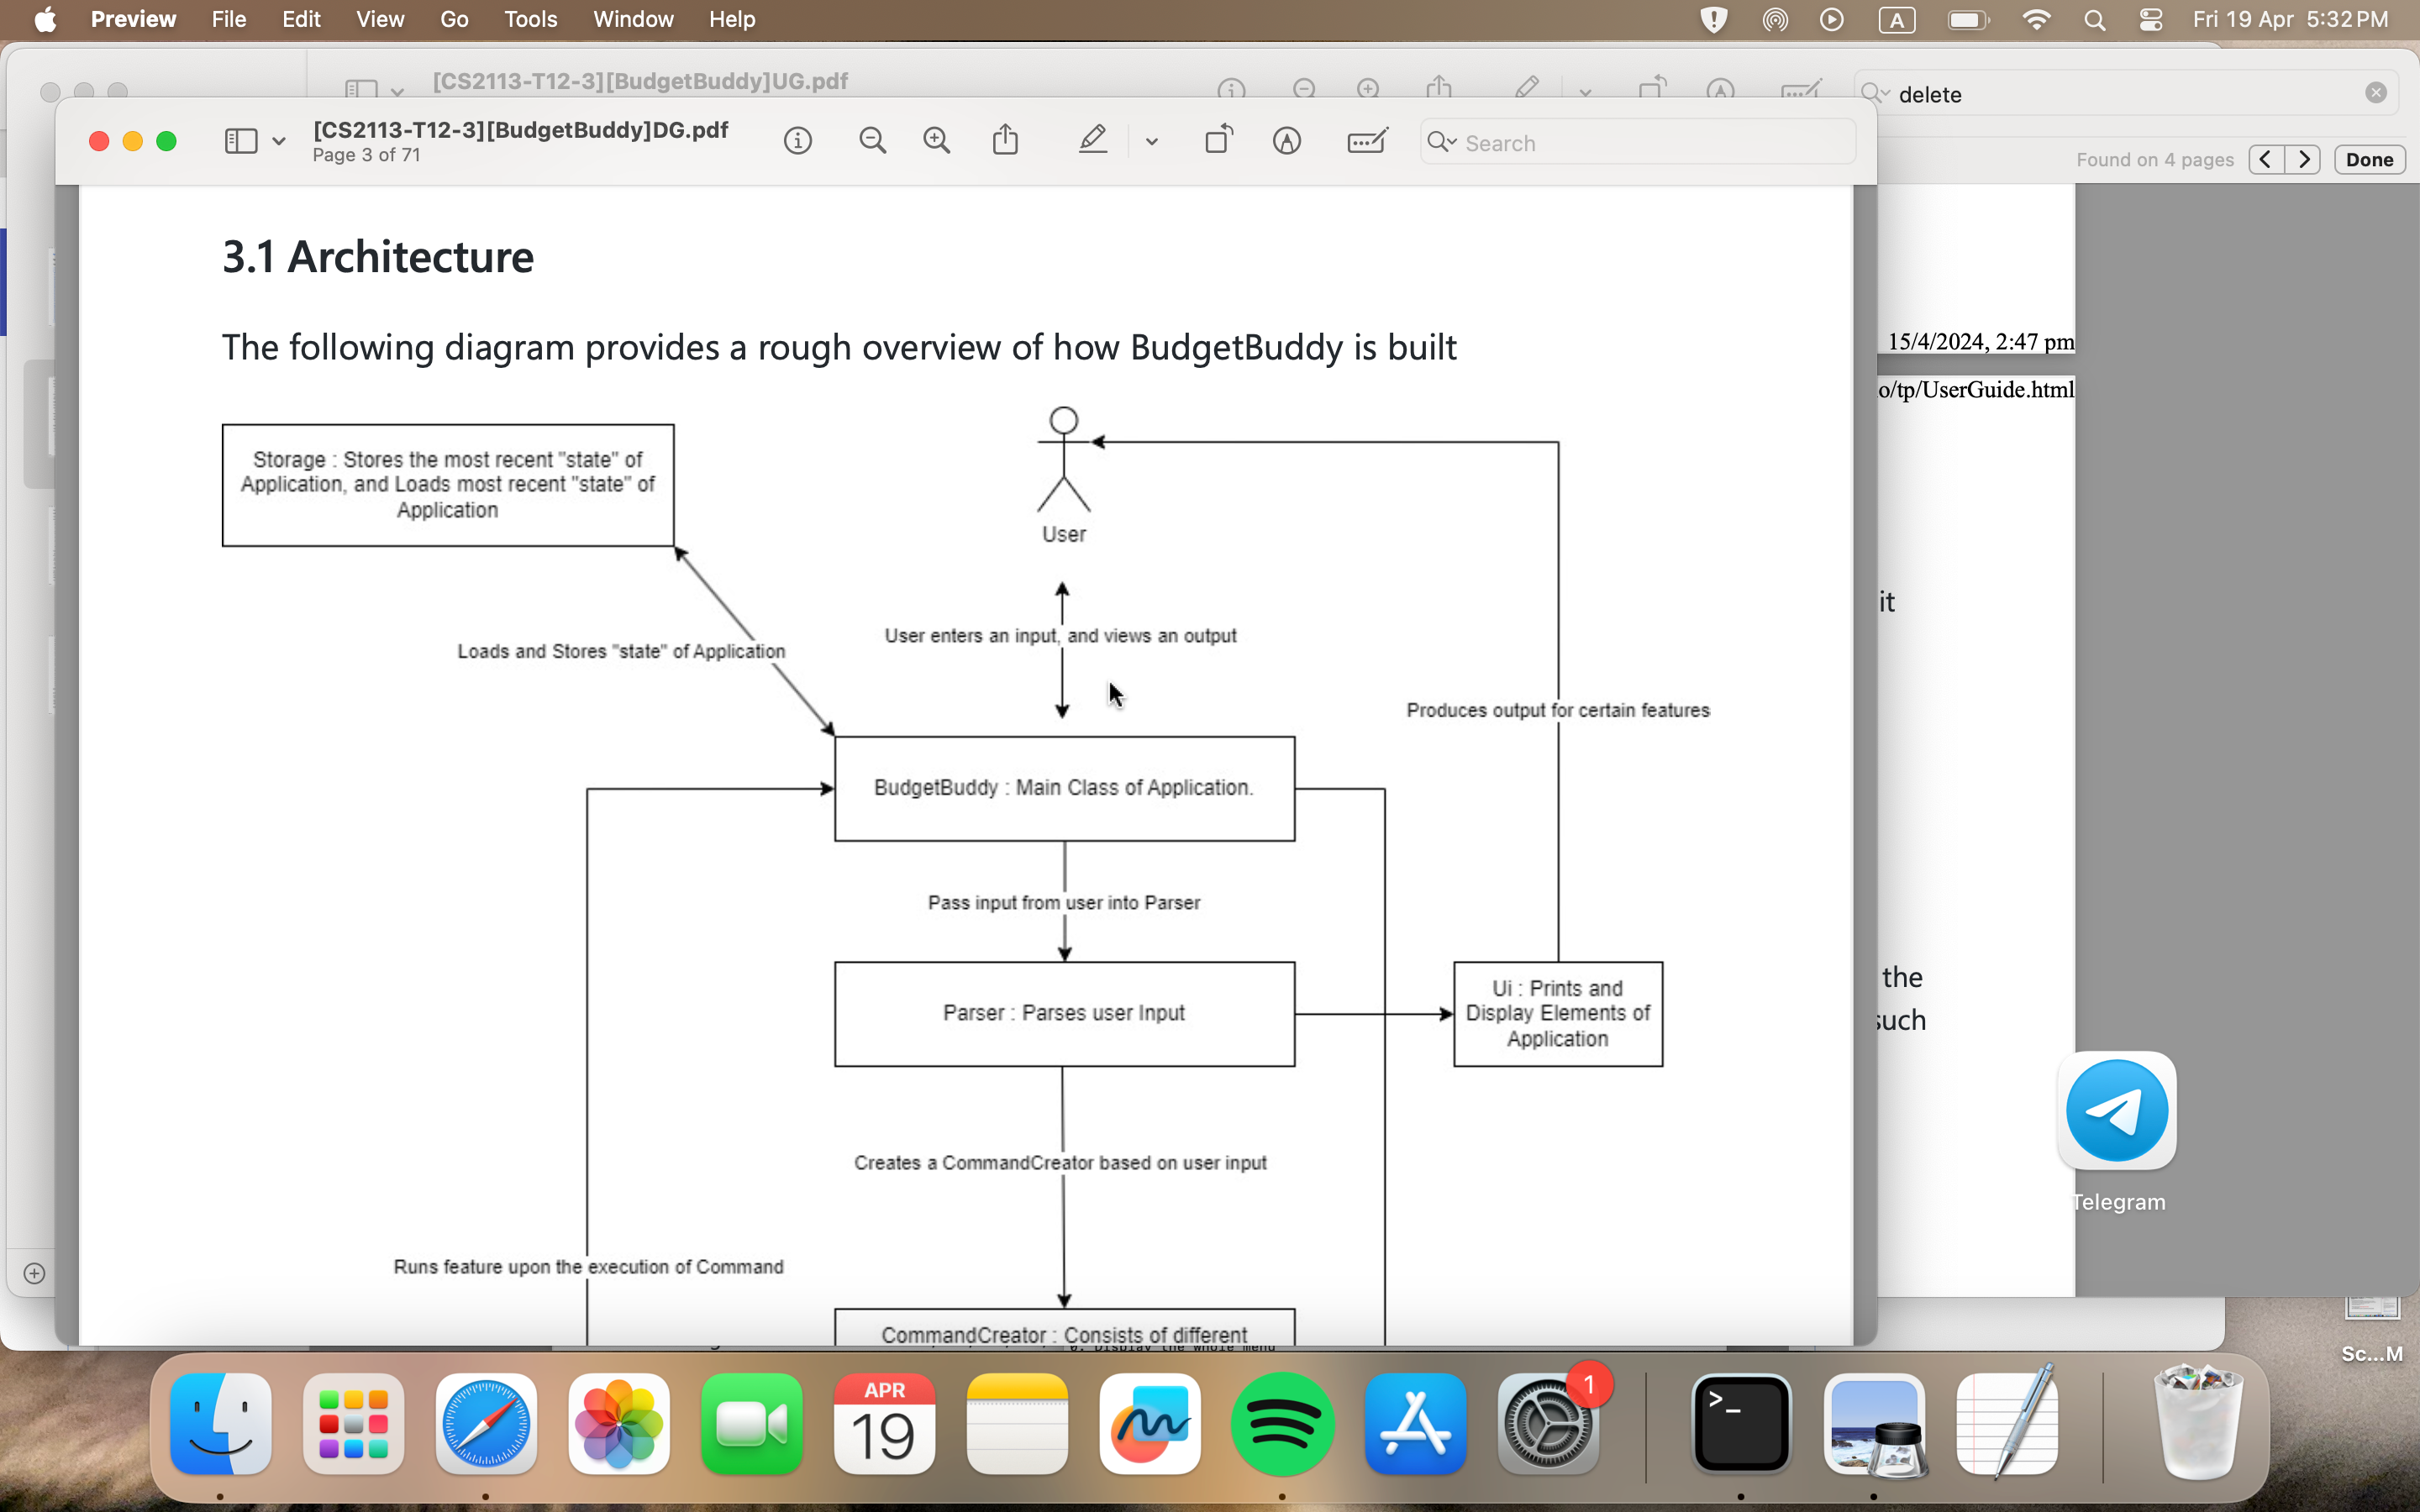 Preview File Edit View Go Tools Window Help
A
Fri 19 Apr 5:32 PM
[CS2113-T12-3][BudgetBuddy]UG.pdf
delete
[CS2113-T12-3][BudgetBuddy]DG.pdf
Page 3 of 71
Search
Found on 4 pages
Done
3.1 Architecture
The following diagram provides a rough overview of how BudgetBuddy is built
15/4/2024, 2:47 pm
o/tp/UserGuide.html
Storage : Stores the most recent "state" of
Application, and Loads most recent "state" of
Application
User
User enters an input, and views an output
Loads and Stores "state" of Application
it
Produces output for certain features
BudgetBuddy : Main Class of Application.
Pass input from user into Parser
Parser : Parses user Input
Ui : Prints and
Display Elements of
Application
the
such
Creates a CommandCreator based on user input
Telegram
Runs feature upon the execution of Command
CommandCreator : Consists of different
0. Display the whole menu
Sc...M
APR
19
1